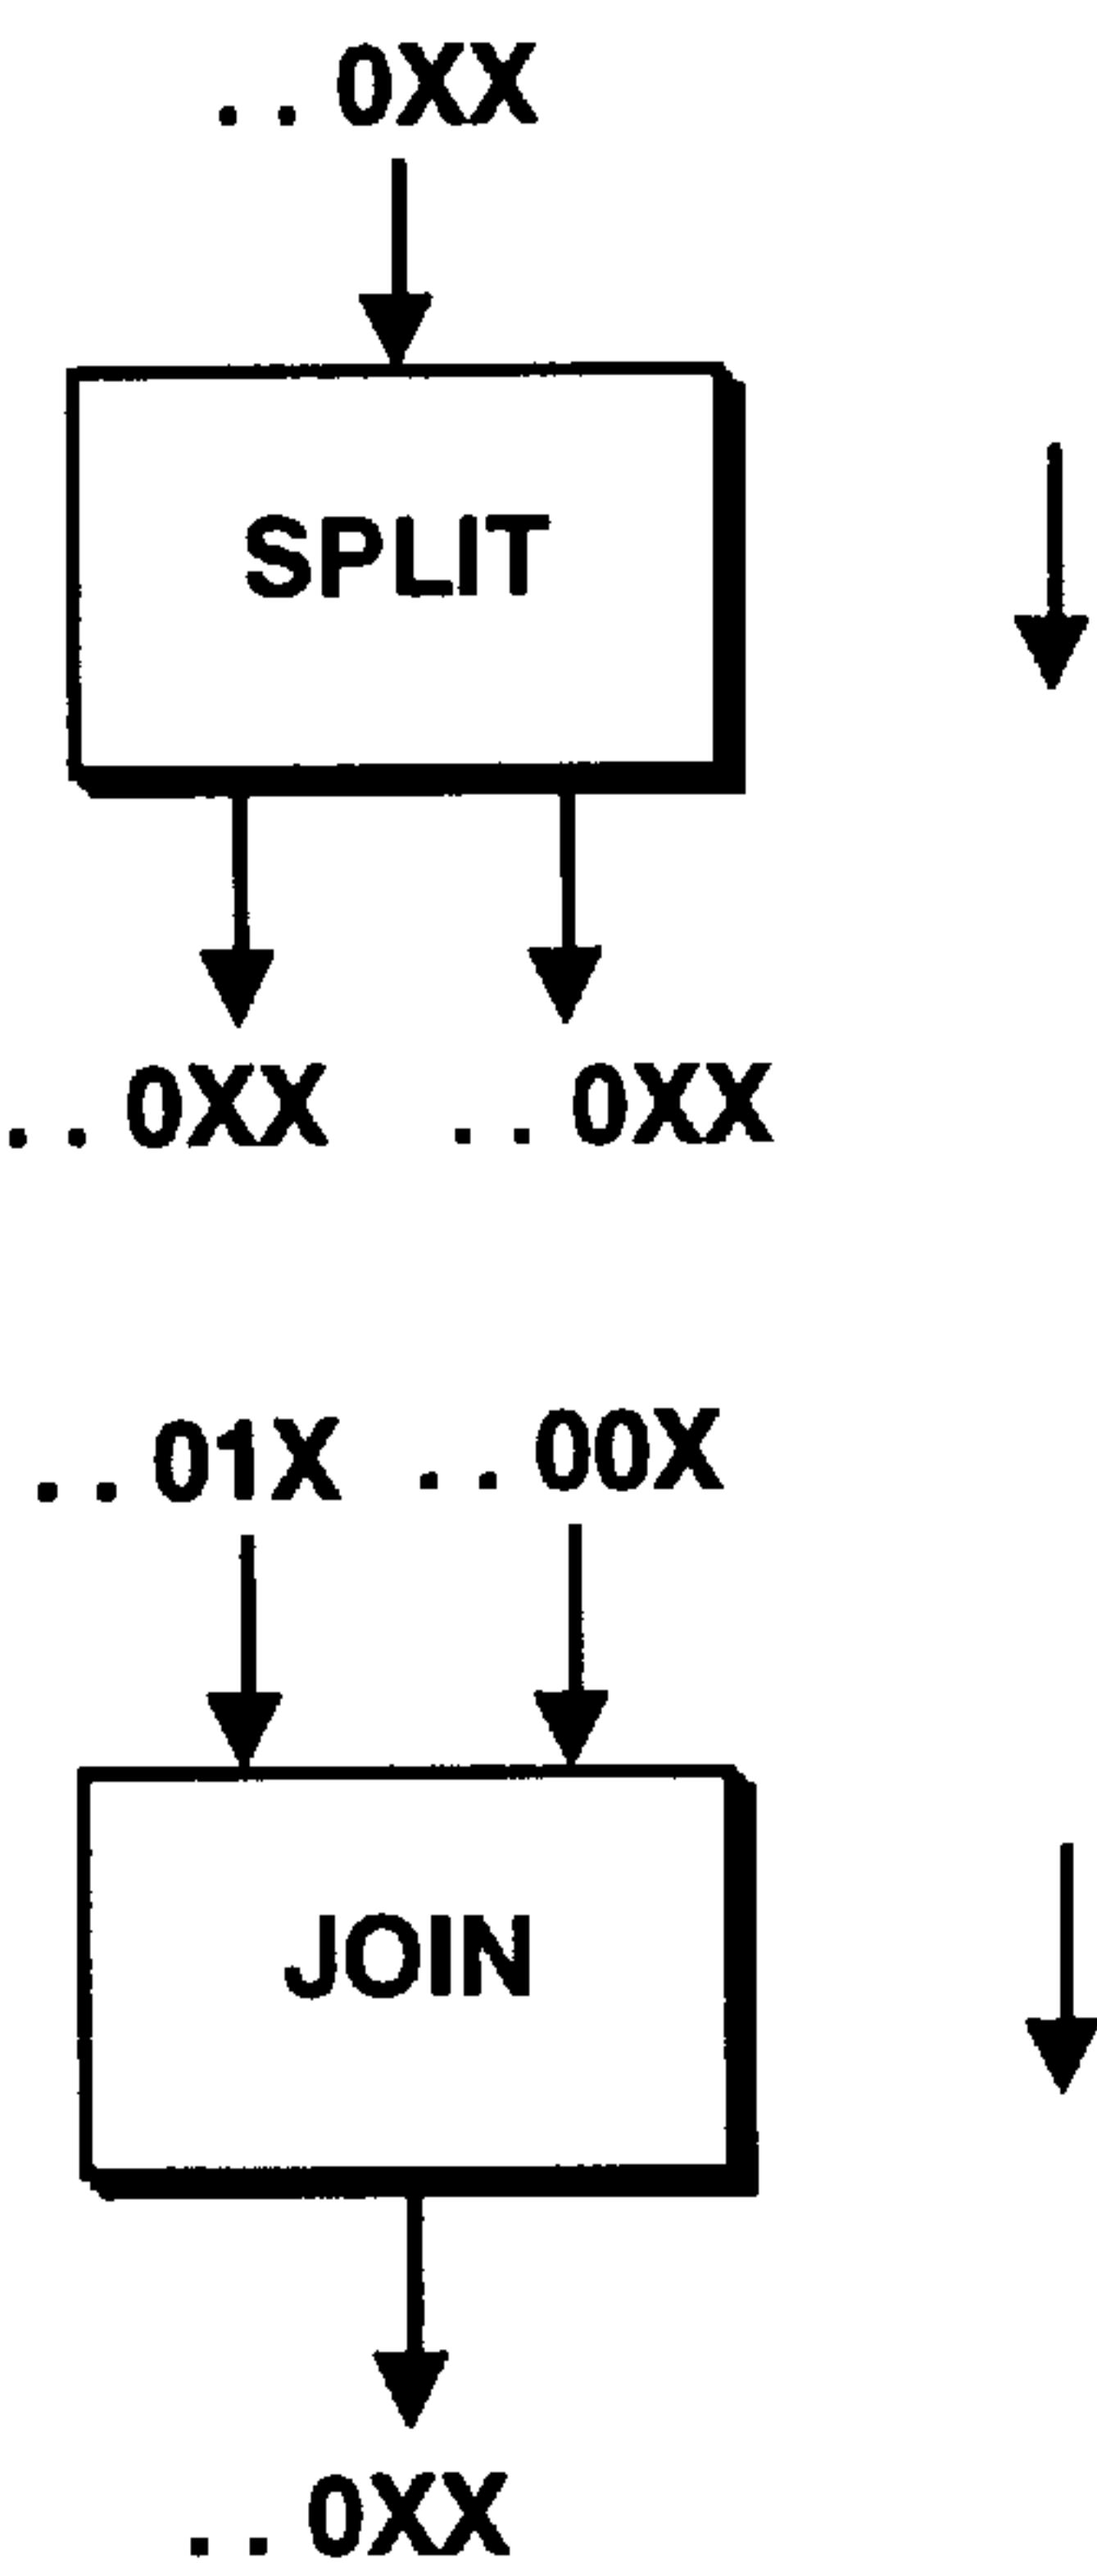 . . 0XX
SPLIT
. . 0XX . . 0XX
. . 01X . . 00X
JOIN
. . 0XX